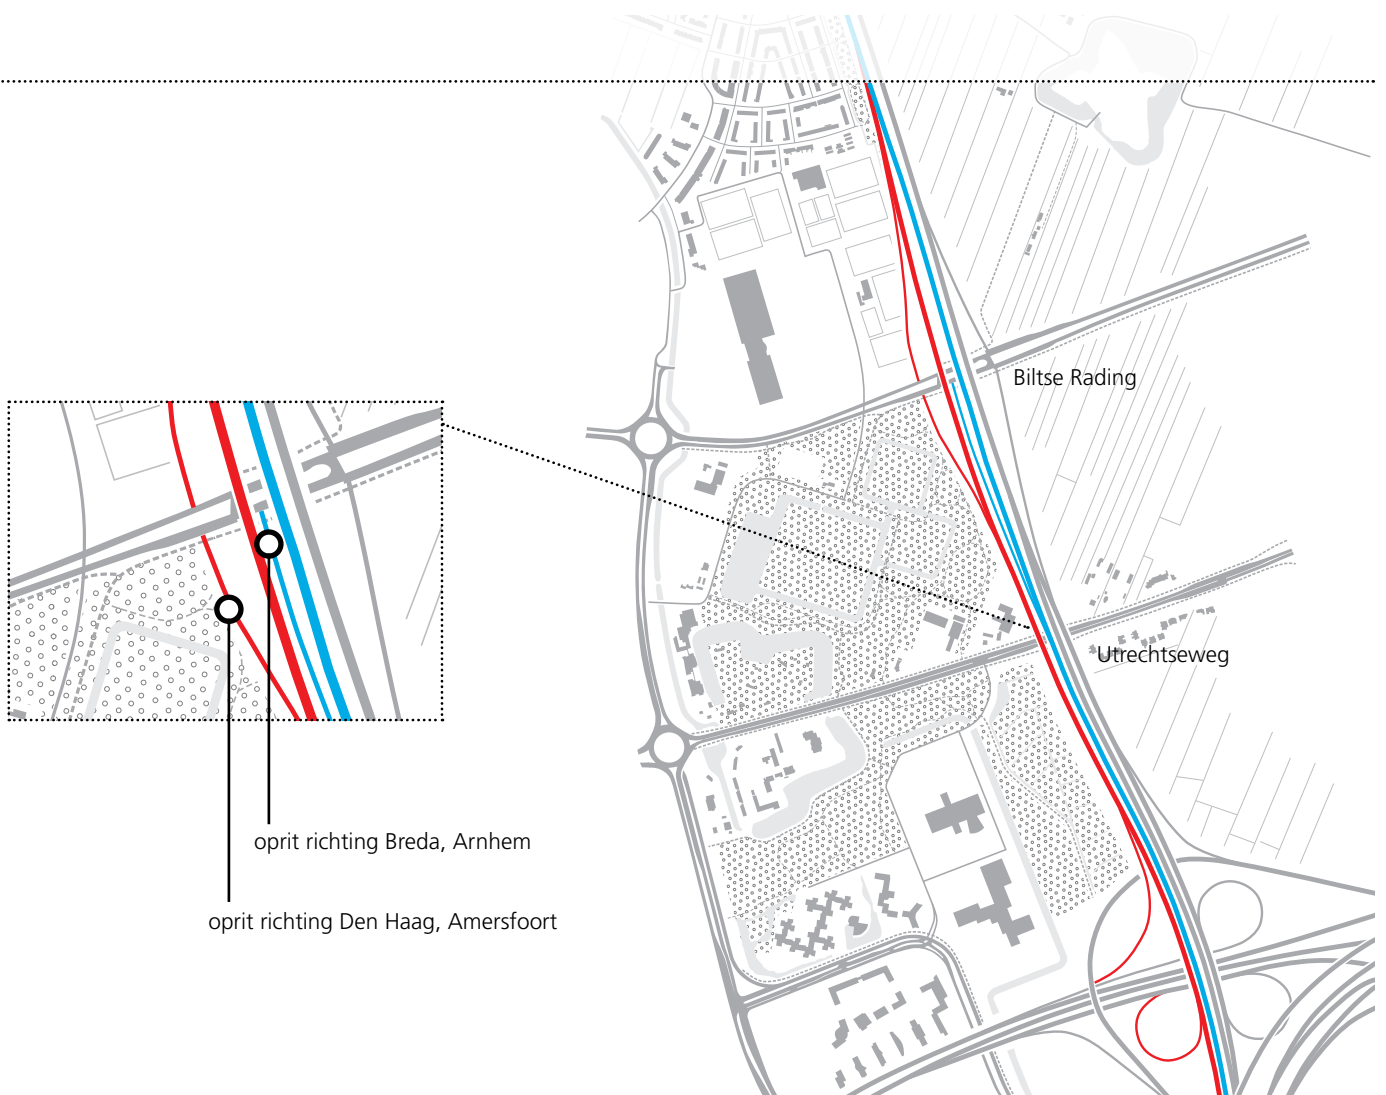 Biltse Rading
Utrechtseweg
oprit richting Breda, Arnhem
oprit richting Den Haag, Amersfoort